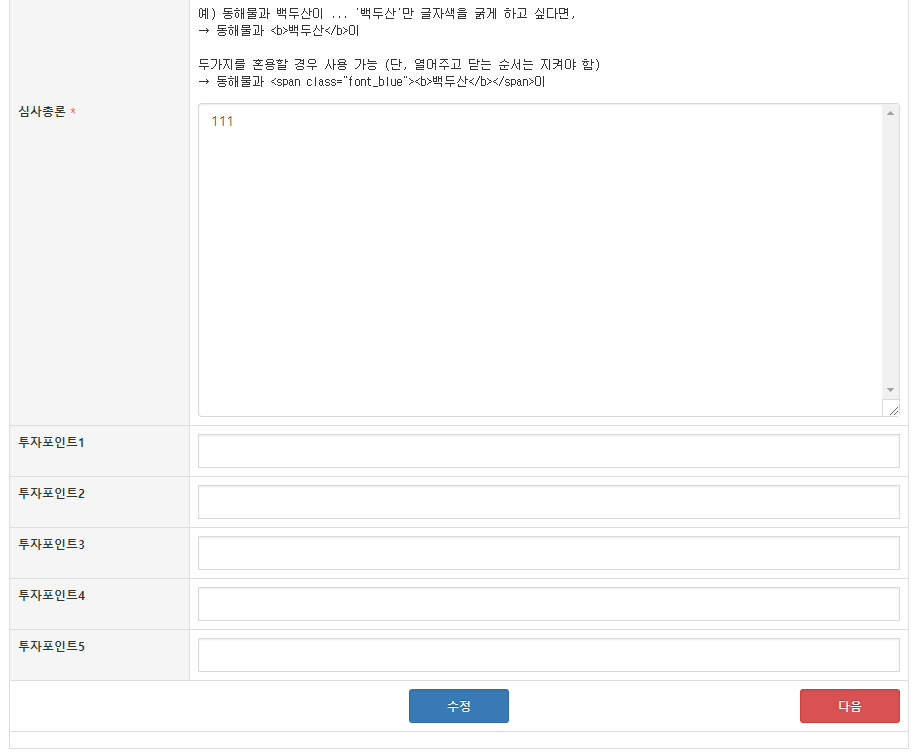 예) 동해물과 백두산이 ... '백두산'만 글자색을 굵게 하고 싶다면,
→ 동해물과 <b>백두산</b>이
두가지를 혼용할 경우 사용 가능 (단, 열어주고 닫는 순서는 지켜야 함)
→ 동해물과 <span class="font_blue"><b>백두산</b></span>이
심사총론 *
111
투자포인트1
투자포인트2
투자포인트3
투자포인트4
투자포인트5
수정
다음